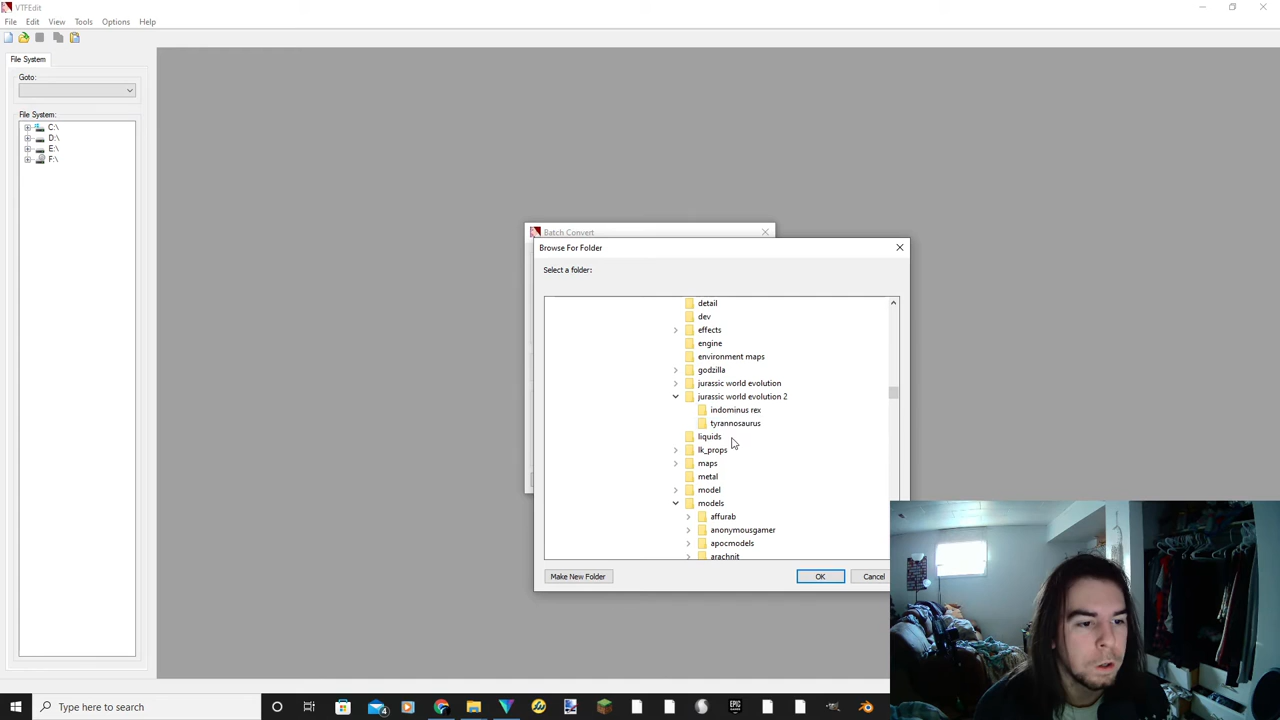 VTFEdit
File Edit View Tools Options Help
File System
Goto:
File System:
C:\
D:\
E:\
F:\
Batch Convert
Browse For Folder
Select a folder:
detail
dev
effects
engine
environment maps
godzilla
jurassic world evolution
jurassic world evolution 2
indominus rex
tyrannosaurus
liquids
lk_props
maps
metal
model
models
affurab
anonymousgamer
apocmodels
arachnit
Make New Folder
OK
Cancel
Type here to search
4
EPIC